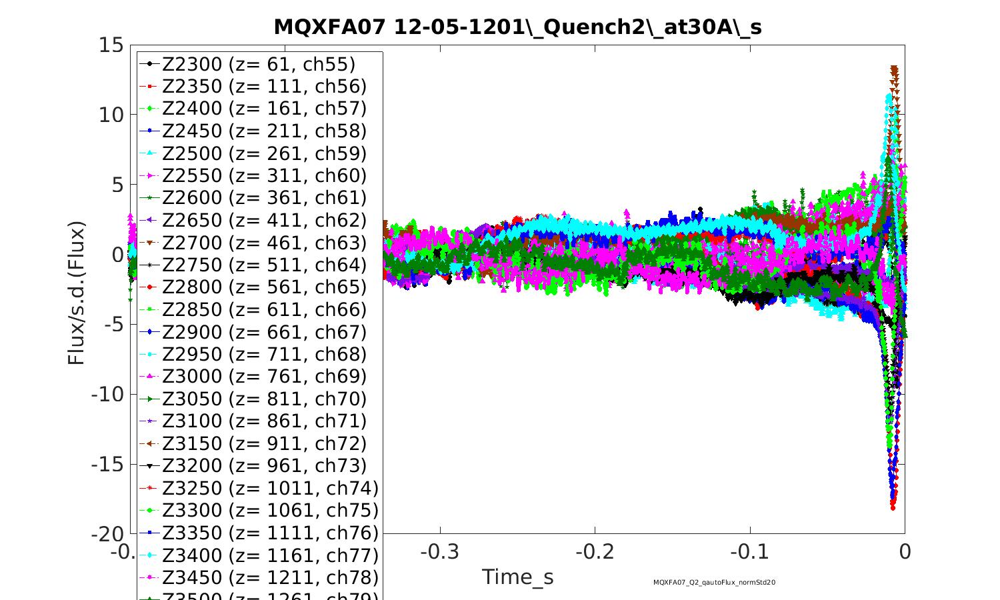 MQXFA07 12-05-1201\_Quench2\_at30A\_s
15
10
5
0
-5
-10
-15
-20
Flux/s.d.(Flux)
Z2300 (z= 61, ch55)
Z2350 (z= 111, ch56)
Z2400 (z= 161, ch57)
Z2450 (z= 211, ch58)
Z2500 (z= 261, ch59)
Z2550 (z= 311, ch60)
Z2600 (z= 361, ch61)
Z2650 (z= 411, ch62)
Z2700 (z= 461, ch63)
Z2750 (z= 511, ch64)
Z2800 (z= 561, ch65)
Z2850 (z= 611, ch66)
Z2900 (z= 661, ch67)
Z2950 (z= 711, ch68)
Z3000 (z= 761, ch69)
Z3050 (z= 811, ch70)
Z3100 (z= 861, ch71)
Z3150 (z= 911, ch72)
Z3200 (z= 961, ch73)
Z3250 (z= 1011, ch74)
Z3300 (z= 1061, ch75)
Z3350 (z= 1111, ch76)
Z3400 (z= 1161, ch77)
Z3450 (z= 1211, ch78)
Z3500 (z= 1261, ch79)
-0. -0.3 -0.2 -0.1 0
Time_s
MQXFA07_Q2_qautoFlux_normStd20